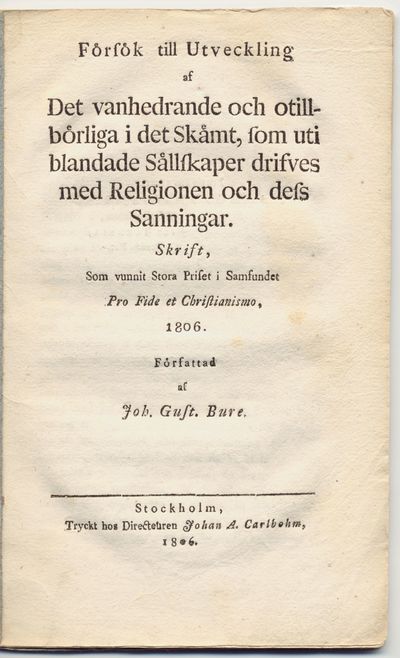 Förſök till Utveckling
af
Det vanhedrande och otill-
börliga i det Skämt, ſom uti
blandade Sällſkaper drifves
med Religionen och deſs
Sanningar.
Skrift,
Som vunnit Stora Priſet i Samfundet
Pro Fide et Chriſtianismo,
1806.
Författad
af
Joh. Guſt. Bure.
Stockholm,
Tryckt hos Directeuren Johan A. Carlbohm,
1806.